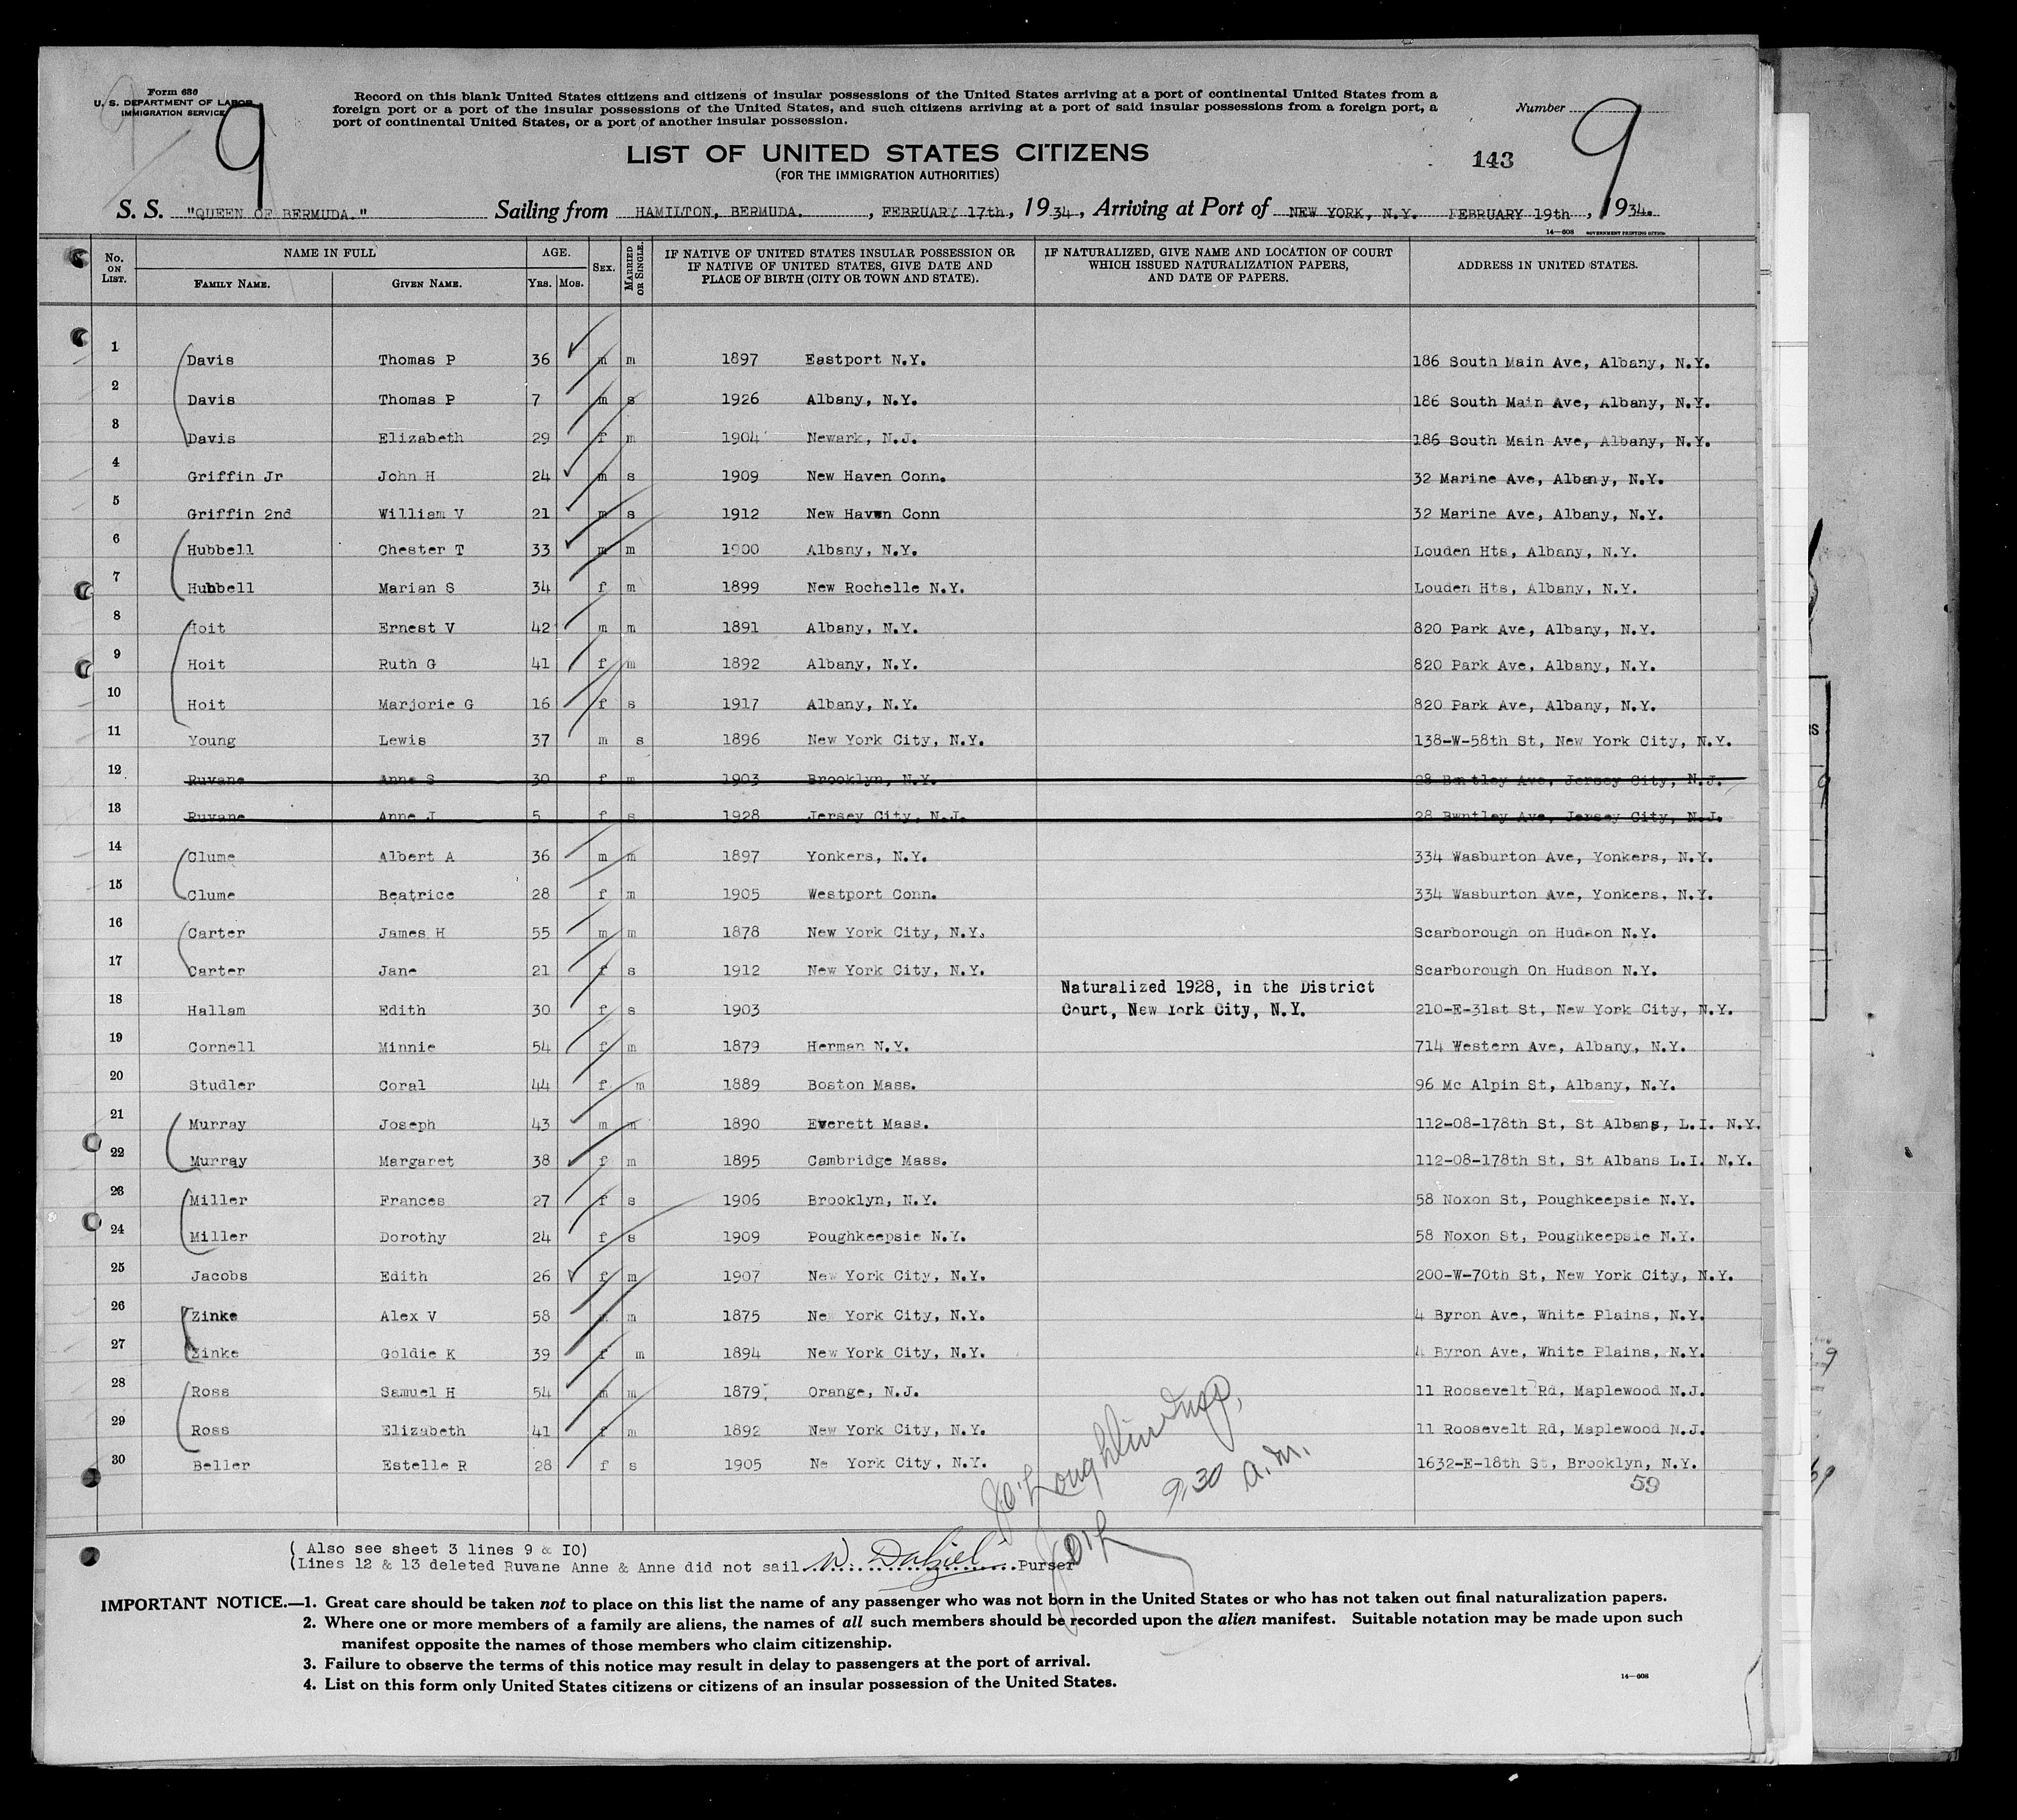 Form 630
U. S. DEPARTMENT OF LABOR
IMMIGRATION SERVICE
9
Record on this blank United States citizens and citizens of insular possessions of the United States arriving at a port of continental United States from a
foreign port or a port of the insular possessions of the United States, and such citizens arriving at a port of said insular possessions from a foreign port, a
port of continental United States, or a port of another insular possession.
Number 9
LIST OF UNITED STATES CITIZENS
(FOR THE IMMIGRATION AUTHORITIES)
143
S. S. "QUEEN OF BERMUDA." Sailing from HAMILTON, BERMUDA. , FEBRUARY 17th, 1934, Arriving at Port of NEW YORK, N.Y. FEBRUARY 19th, 1934.
14—608 GOVERNMENT PRINTING OFFICE
No. ON LIST. NAME IN FULL AGE. SEX. MARRIED OR SINGLE. IF NATIVE OF UNITED STATES INSULAR POSSESSION OR IF NATIVE OF UNITED STATES, GIVE DATE AND PLACE OF BIRTH (CITY OR TOWN AND STATE). IF NATURALIZED, GIVE NAME AND LOCATION OF COURT WHICH ISSUED NATURALIZATION PAPERS, AND DATE OF PAPERS. ADDRESS IN UNITED STATES.
FAMILY NAME. GIVEN NAME. YRS. MOS.
1 Davis Thomas P 36 m m 1897 Eastport N.Y. 186 South Main Ave, Albany, N.Y.
2 Davis Thomas P 7 m s 1926 Albany, N.Y. 186 South Main Ave, Albany, N.Y.
3 Davis Elizabeth 29 f m 1904 Newark, N.J. 186 South Main Ave, Albany, N.Y.
4 Griffin Jr John H 24 m s 1909 New Haven Conn. 32 Marine Ave, Albany, N.Y.
5 Griffin 2nd William V 21 m s 1912 New Haven Conn 32 Marine Ave, Albany, N.Y.
6 Hubbell Chester T 33 m m 1900 Albany, N.Y. Louden Hts, Albany, N.Y.
7 Hubbell Marian S 34 f m 1899 New Rochelle N.Y. Louden Hts, Albany, N.Y.
8 Hoit Ernest V 42 m m 1891 Albany, N.Y. 820 Park Ave, Albany, N.Y.
9 Hoit Ruth G 41 f m 1892 Albany, N.Y. 820 Park Ave, Albany, N.Y.
10 Hoit Marjorie G 16 f s 1917 Albany, N.Y. 820 Park Ave, Albany, N.Y.
11 Young Lewis 37 m s 1896 New York City, N.Y. 138-W-58th St, New York City, N.Y.
12 Ruvane Anne S 30 f m 1903 Brooklyn, N.Y. 28 Bentley Ave, Jersey City, N.J.
13 Ruvane Anne J 5 f s 1928 Jersey City, N.J. 28 Bwntley Ave, Jersey City, N.J.
14 Clume Albert A 36 m m 1897 Yonkers, N.Y. 334 Wasburton Ave, Yonkers, N.Y.
15 Clume Beatrice 28 f m 1905 Westport Conn. 334 Wasburton Ave, Yonkers, N.Y.
16 Carter James H 55 m m 1878 New York City, N.Y. Scarborough on Hudson N.Y.
17 Carter Jane 21 f s 1912 New York City, N.Y. Scarborough On Hudson N.Y.
Naturalized 1928, in the District
18 Hallam Edith 30 f s 1903 Court, New York City, N.Y. 210-E-31st St, New York City, N.Y.
19 Cornell Minnie 54 f m 1879 Herman N.Y. 714 Western Ave, Albany, N.Y.
20 Studler Coral 44 f m 1889 Boston Mass. 96 Mc Alpin St, Albany, N.Y.
21 Murray Joseph 43 m m 1890 Everett Mass. 112-08-178th St, St Albans, L.I. N.Y.
22 Murray Margaret 38 f m 1895 Cambridge Mass. 112-08-178th St, St Albans L.I. N.Y.
23 Miller Frances 27 f s 1906 Brooklyn, N.Y. 58 Noxon St, Poughkeepsie N.Y.
24 Miller Dorothy 24 f s 1909 Poughkeepsie N.Y. 58 Noxon St, Poughkeepsie N.Y.
25 Jacobs Edith 26 f m 1907 New York City, N.Y. 200-W-70th St, New York City, N.Y.
26 Zinke Alex V 58 m 1875 Ne York City, N.Y. 4 Byron Ave, White Plains, N.Y.
27 Zinke Goldie K 39 f m 1894 New York City, N.Y. 4 Byron Ave, White Plains, N.Y.
28 Ross Samuel H 54 m m 1879 Orange, N.J. 11 Roosevelt Rd, Maplewood N.J.
29 Ross Elizabeth 41 f m 1892 New York City, N.Y. 11 Roosevelt Rd, Maplewood N.J.
30 Beller Estelle R 28 f s 1905 Ne York City, N.Y. 1632-E-18th St, Brooklyn, N.Y.
59
J O'Loughlin Insp,
9,30 a.m.
JO'L
( Also see sheet 3 lines 9 & IO)
(Lines 12 & 13 deleted Ruvane Anne & Anne did not sail W. Dalziel Purser
IMPORTANT NOTICE.—1. Great care should be taken not to place on this list the name of any passenger who was not born in the United States or who has not taken out final naturalization papers.
2. Where one or more members of a family are aliens, the names of all such members should be recorded upon the alien manifest. Suitable notation may be made upon such
manifest opposite the names of those members who claim citizenship.
3. Failure to observe the terms of this notice may result in delay to passengers at the port of arrival.
4. List on this form only United States citizens or citizens of an insular possession of the United States.
14—608